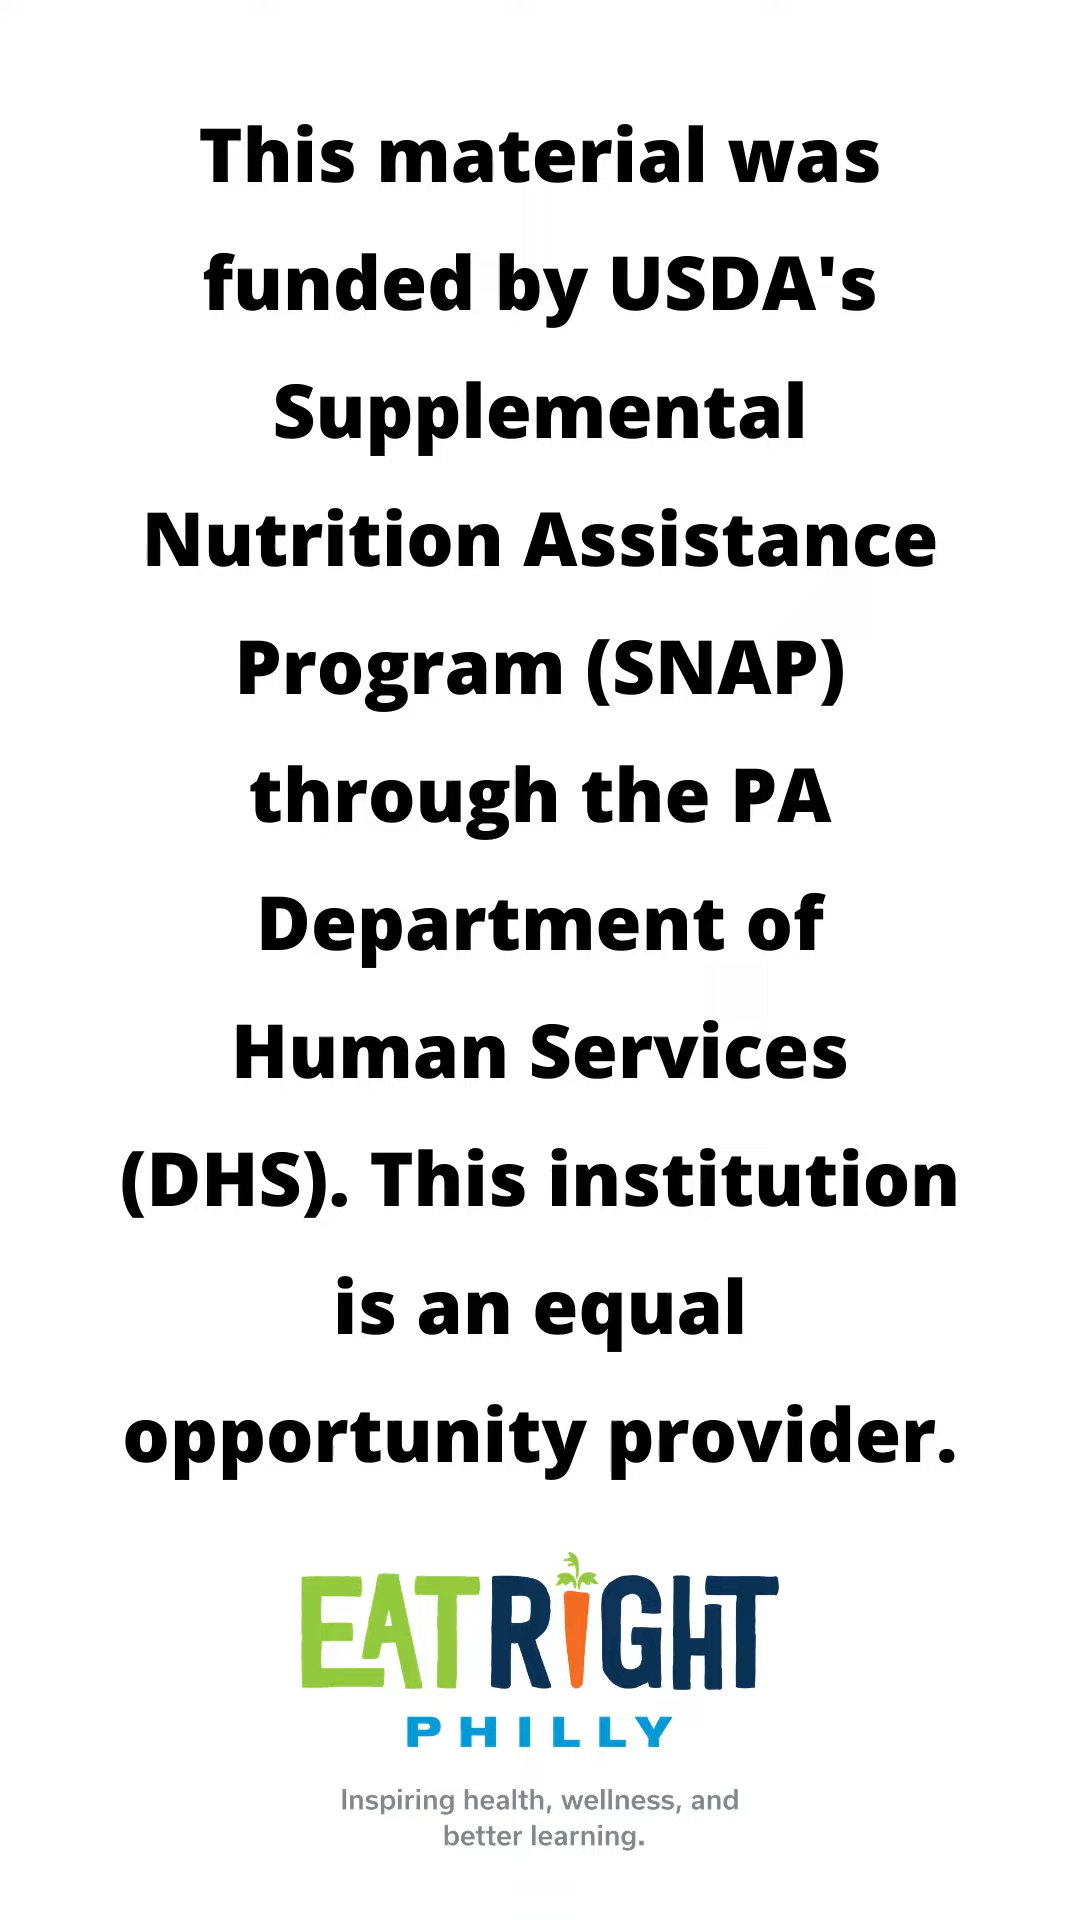 This material was
funded by USDA's
Supplemental
Nutrition Assistance
Program (SNAP)
through the PA
Department of
Human Services
(DHS). This institution
is an equal
opportunity provider.
EATRIGHT
PHILLY
Inspiring health, wellness, and
better learning.